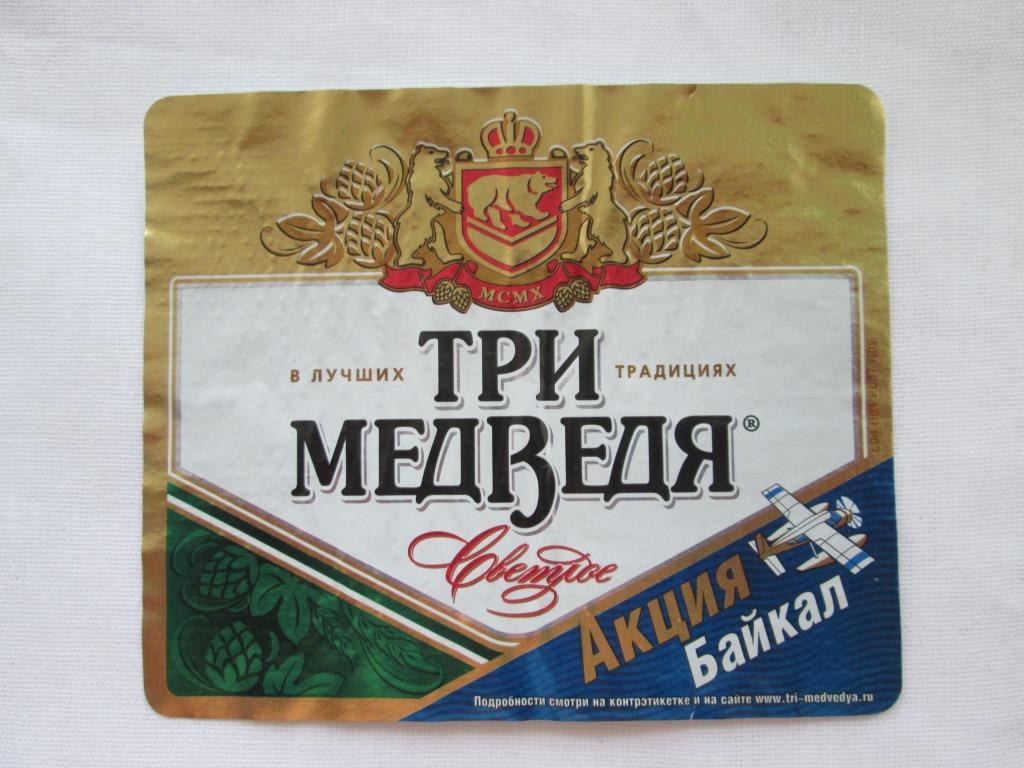 MCMX
В ЛУЧШИХ ТРАДИЦИЯХ
ТРИ
МЕДВЕДЯ®
Светлое
Акция
Байкал
Подробности смотри на контрэтикетке и на сайте www.tri-medvedya.ru